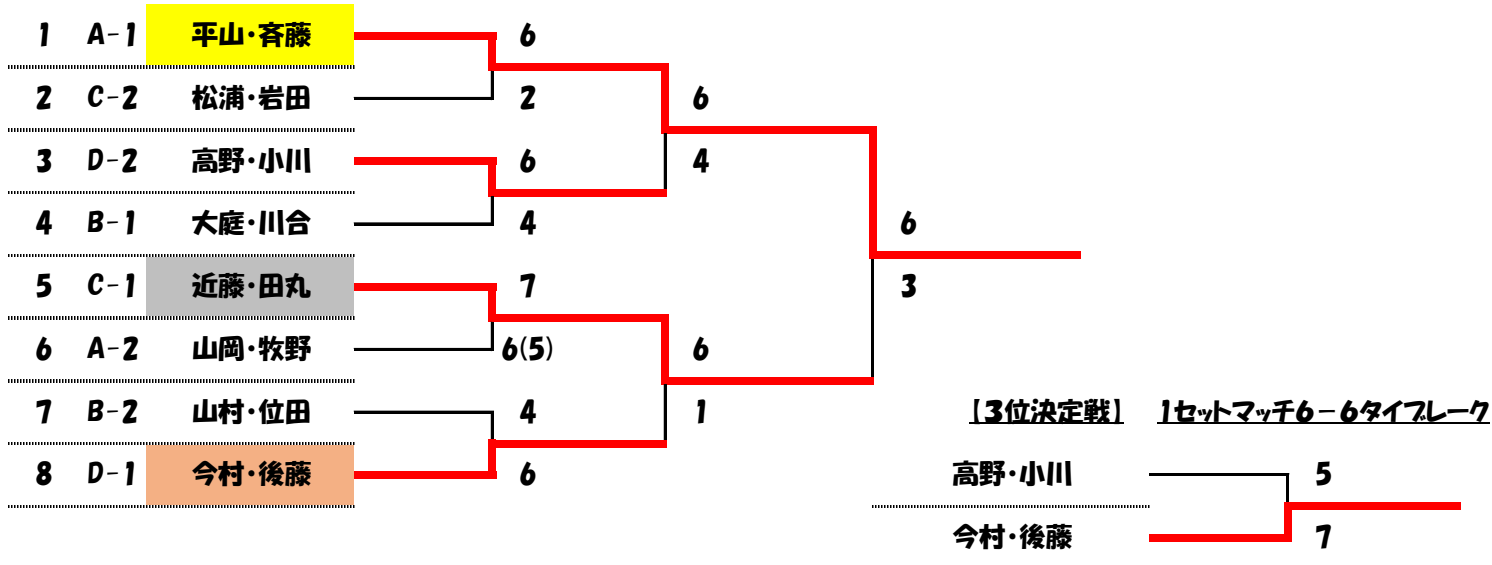 1 A-1 平山・斉藤 6
2 C-2 松浦・岩田 2 6
3 D-2 高野・小川 6 4
4 B-1 大庭・川合 4 6
5 C-1 近藤・田丸 7 3
6 A-2 山岡・牧野 6(5) 6
7 B-2 山村・位田 4 1 【3位決定戦】 1セットマッチ6-6タイブレーク
8 D-1 今村・後藤 6 高野・小川 5
今村・後藤 7